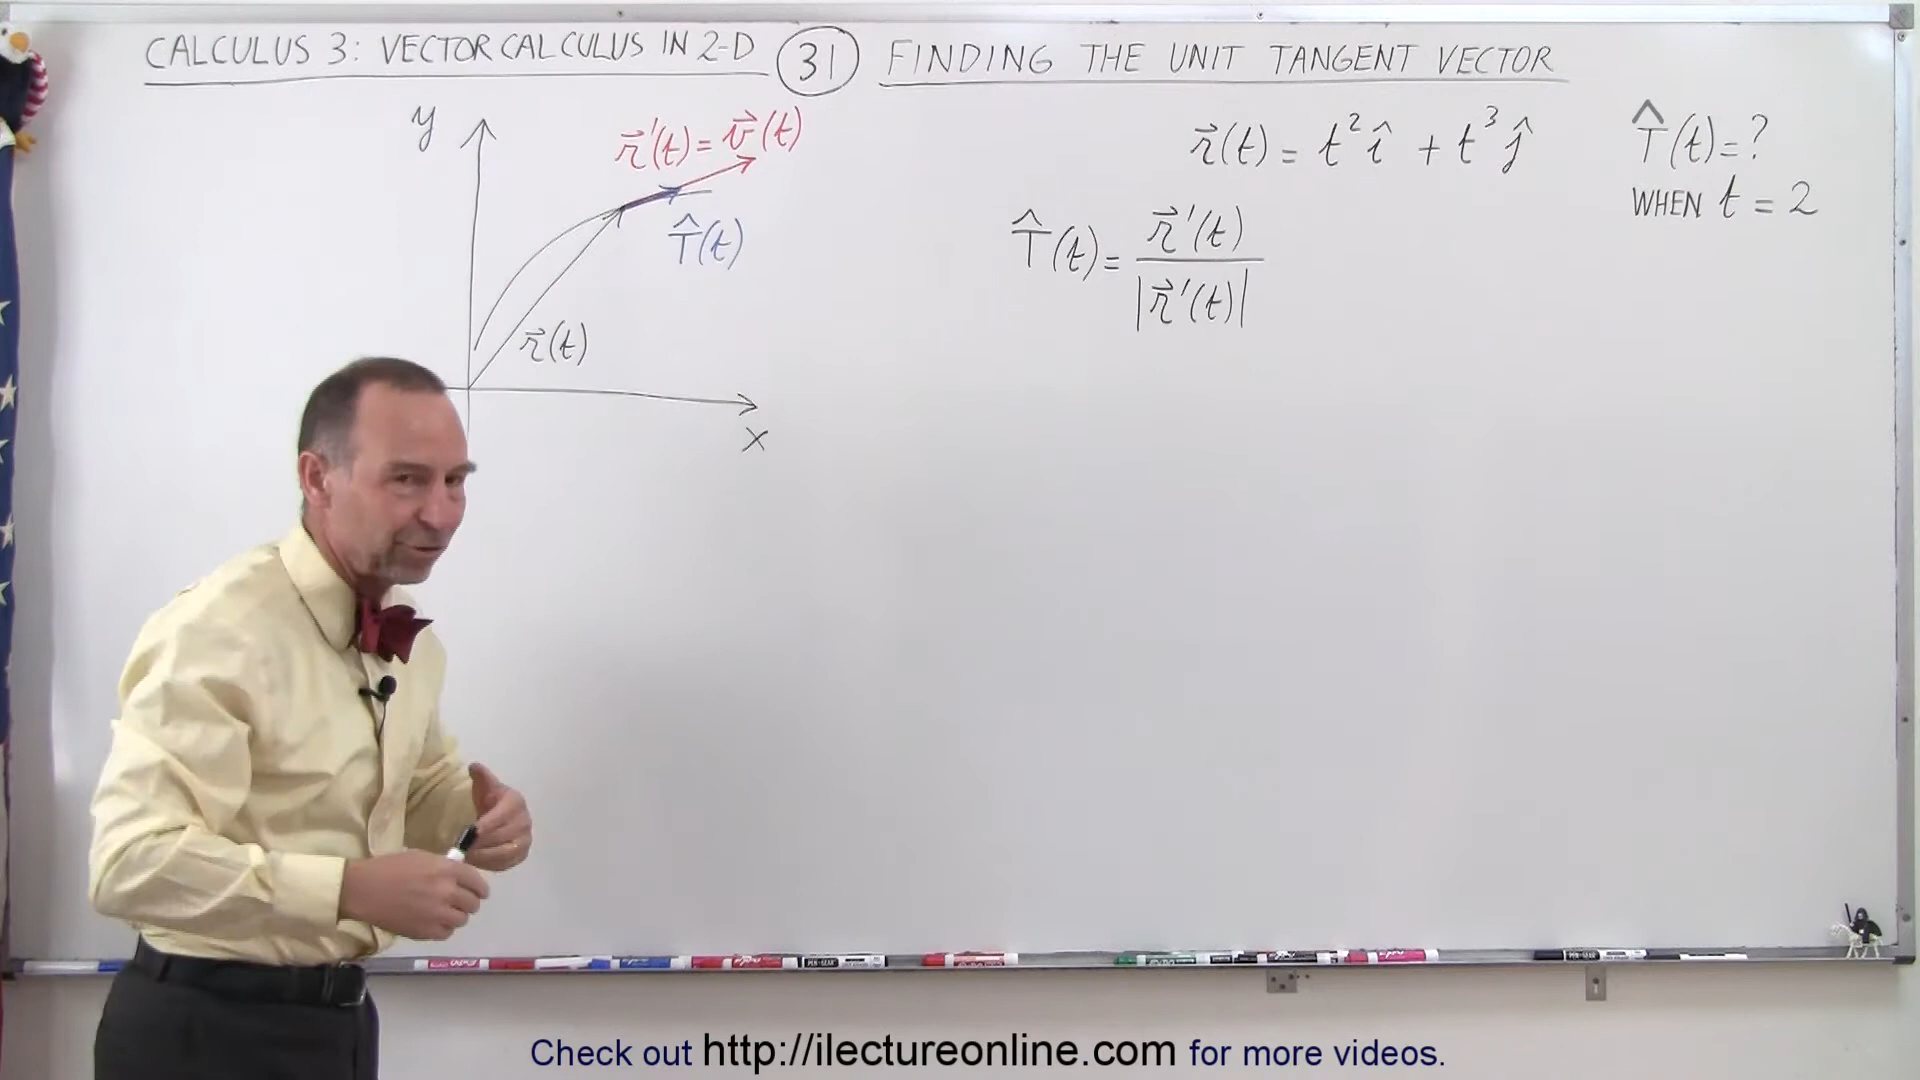 CALCULUS 3: VECTOR CALCULUS IN 2-D 31 FINDING THE UNIT TANGENT VECTOR
y
r⃗'(t) = v⃗(t)
T̂(t)
r⃗(t)
x
r⃗(t) = t² î + t³ ĵ
T̂(t) = ?
WHEN t = 2
T̂(t) = r⃗'(t) / |r⃗'(t)|
Check out http://ilectureonline.com for more videos.